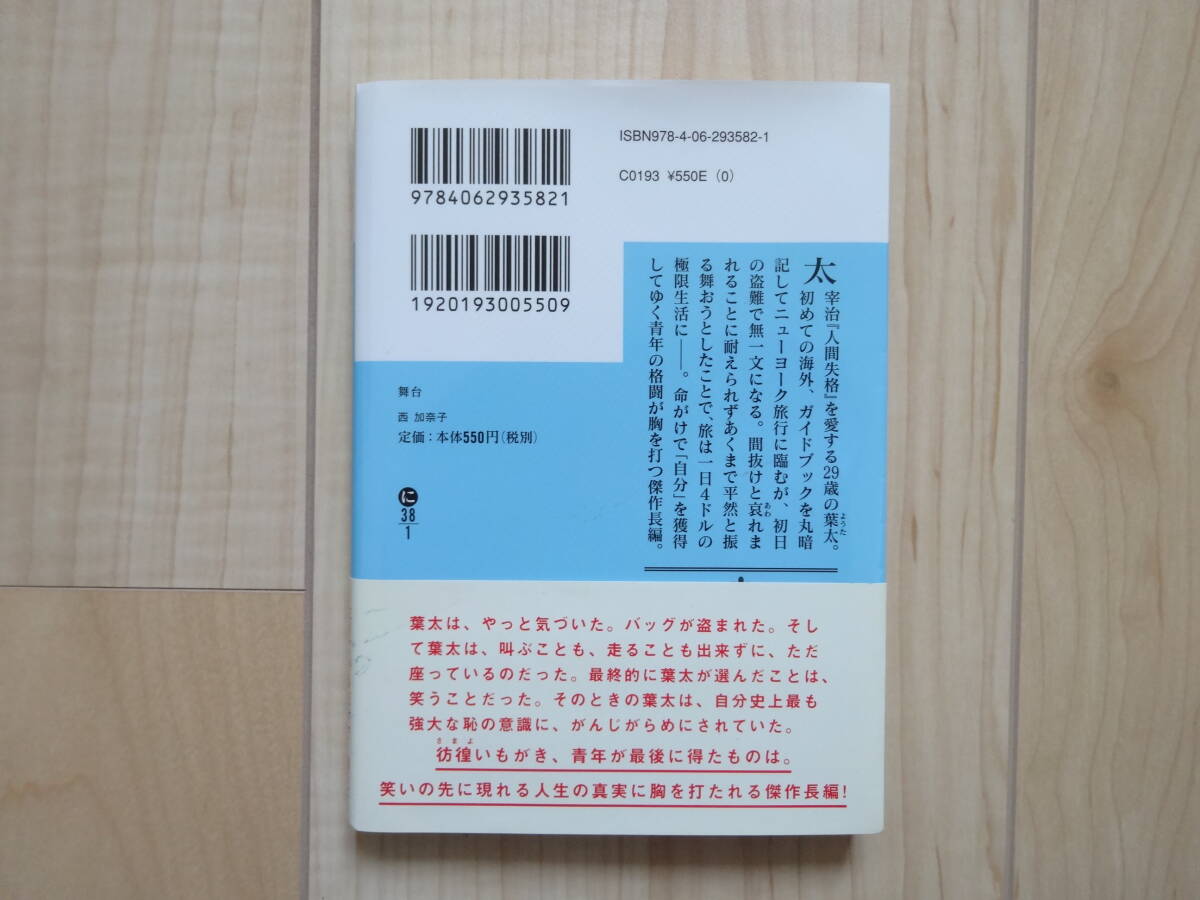 ISBN978-4-06-293582-1
C0193 ¥550E (0)
9784062935821
1920193005509
太宰治『人間失格』を愛する29歳の葉太。
ようた
初めての海外、ガイドブックを丸暗
記してニューヨーク旅行に臨むが、初日
の盗難で無一文になる。間抜けと哀れま
あわ
れることに耐えられずあくまで平然と振
る舞おうとしたことで、旅は一日4ドルの
極限生活に――。命がけで「自分」を獲得
してゆく青年の格闘が胸を打つ傑作長編。
舞台
西 加奈子
定価:本体550円(税別)
に
38
1
葉太は、やっと気づいた。バッグが盗まれた。そし
て葉太は、叫ぶことも、走ることも出来ずに、ただ
座っているのだった。最終的に葉太が選んだことは、
笑うことだった。そのときの葉太は、自分史上最も
強大な恥の意識に、がんじがらめにされていた。
さまよ
彷徨いもがき、青年が最後に得たものは。
笑いの先に現れる人生の真実に胸を打たれる傑作長編!